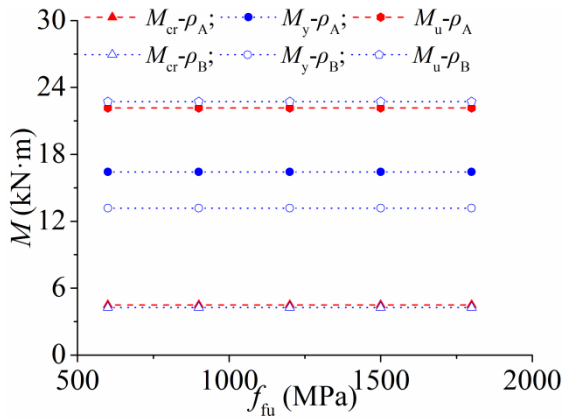 30
M_cr-ρ_A; M_y-ρ_A; M_u-ρ_A
M_cr-ρ_B; M_y-ρ_B; M_u-ρ_B
24
18
12
6
0
M (kN·m)
500 1000 1500 2000
f_fu (MPa)